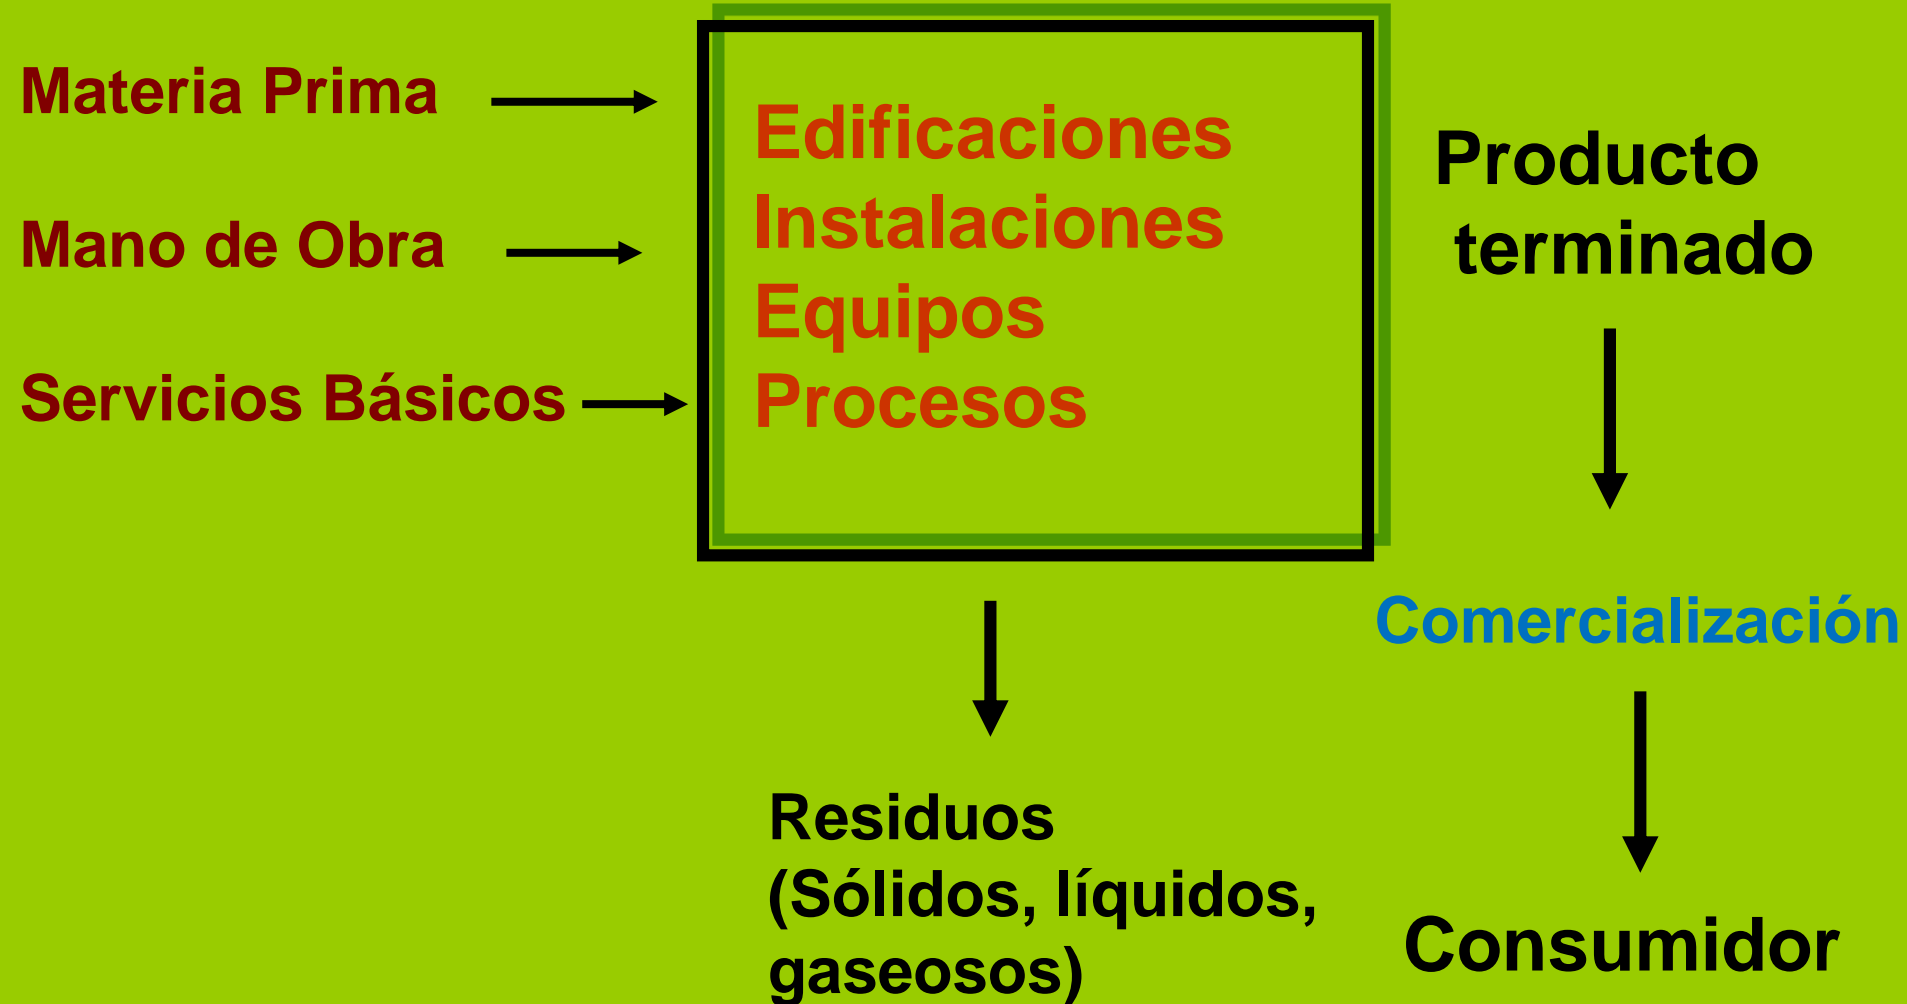 Materia Prima
Mano de Obra
Servicios Básicos
Edificaciones
Instalaciones
Equipos
Procesos
Producto
terminado
Comercialización
Consumidor
Residuos
(Sólidos, líquidos,
gaseosos)